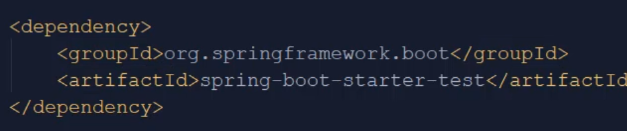 <dependency>
<groupId>org.springframework.boot</groupId>
<artifactId>spring-boot-starter-test</artifactId
</dependency>